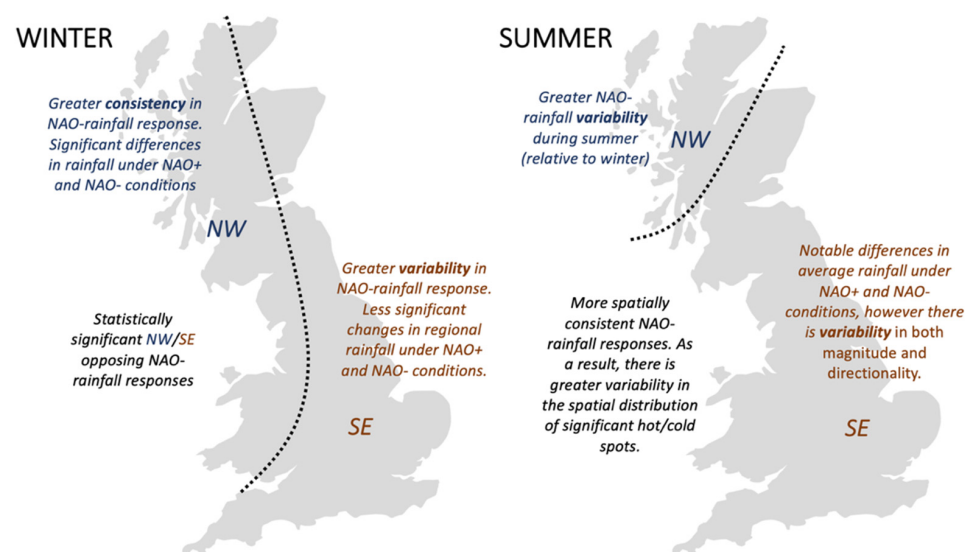 WINTER
Greater consistency in
NAO-rainfall response.
Significant differences
in rainfall under NAO+
and NAO- conditions
NW
Greater variability in
NAO-rainfall response.
Less significant
changes in regional
rainfall under NAO+
and NAO- conditions.
Statistically
significant NW/SE
opposing NAO-
rainfall responses
SE
SUMMER
Greater NAO-
rainfall variability
during summer
(relative to winter)
NW
Notable differences in
average rainfall under
NAO+ and NAO-
conditions, however there
is variability in both
magnitude and
directionality.
More spatially
consistent NAO-
rainfall responses. As
a result, there is
greater variability in
the spatial distribution
of significant hot/cold
spots.
SE